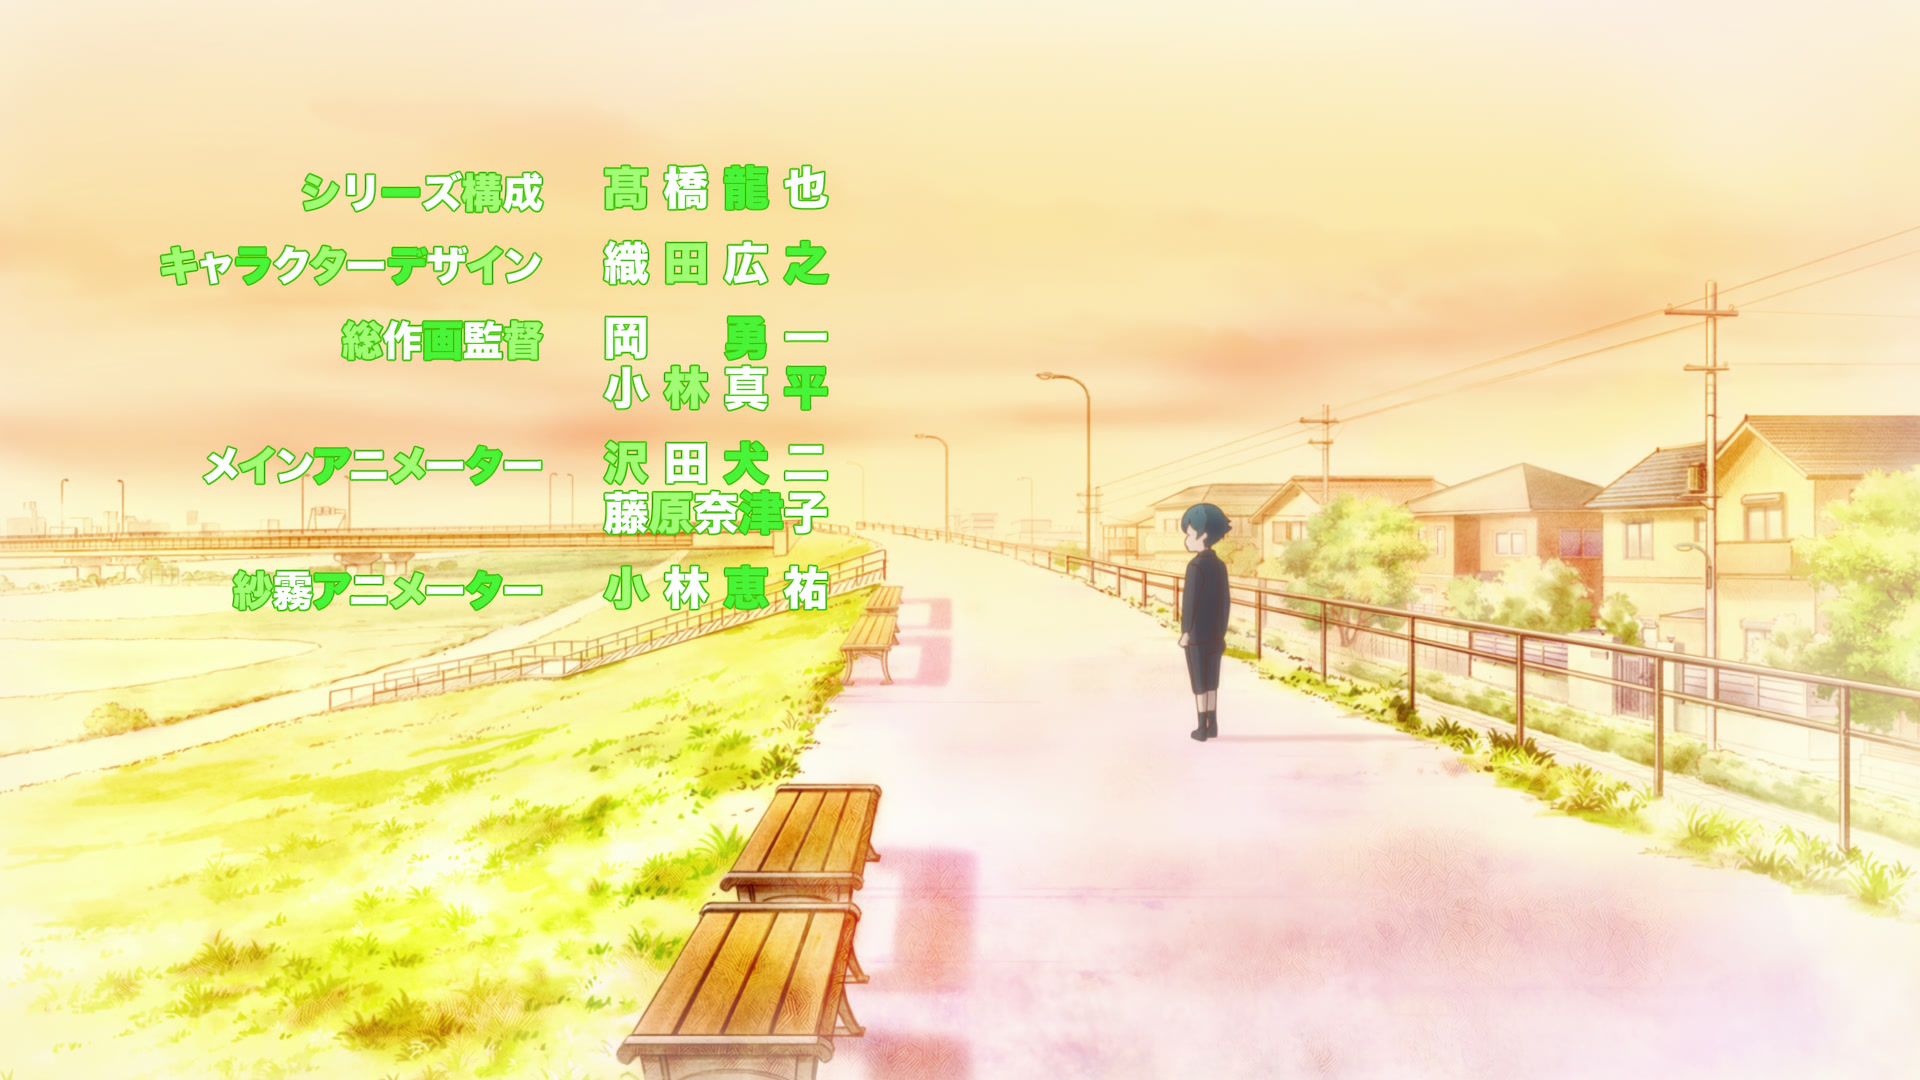 シリーズ構成 髙橋龍也
キャラクターデザイン 織田広之
総作画監督 岡 勇一
小林真平
メインアニメーター 沢田犬二
藤原奈津子
紗霧アニメーター 小林恵祐